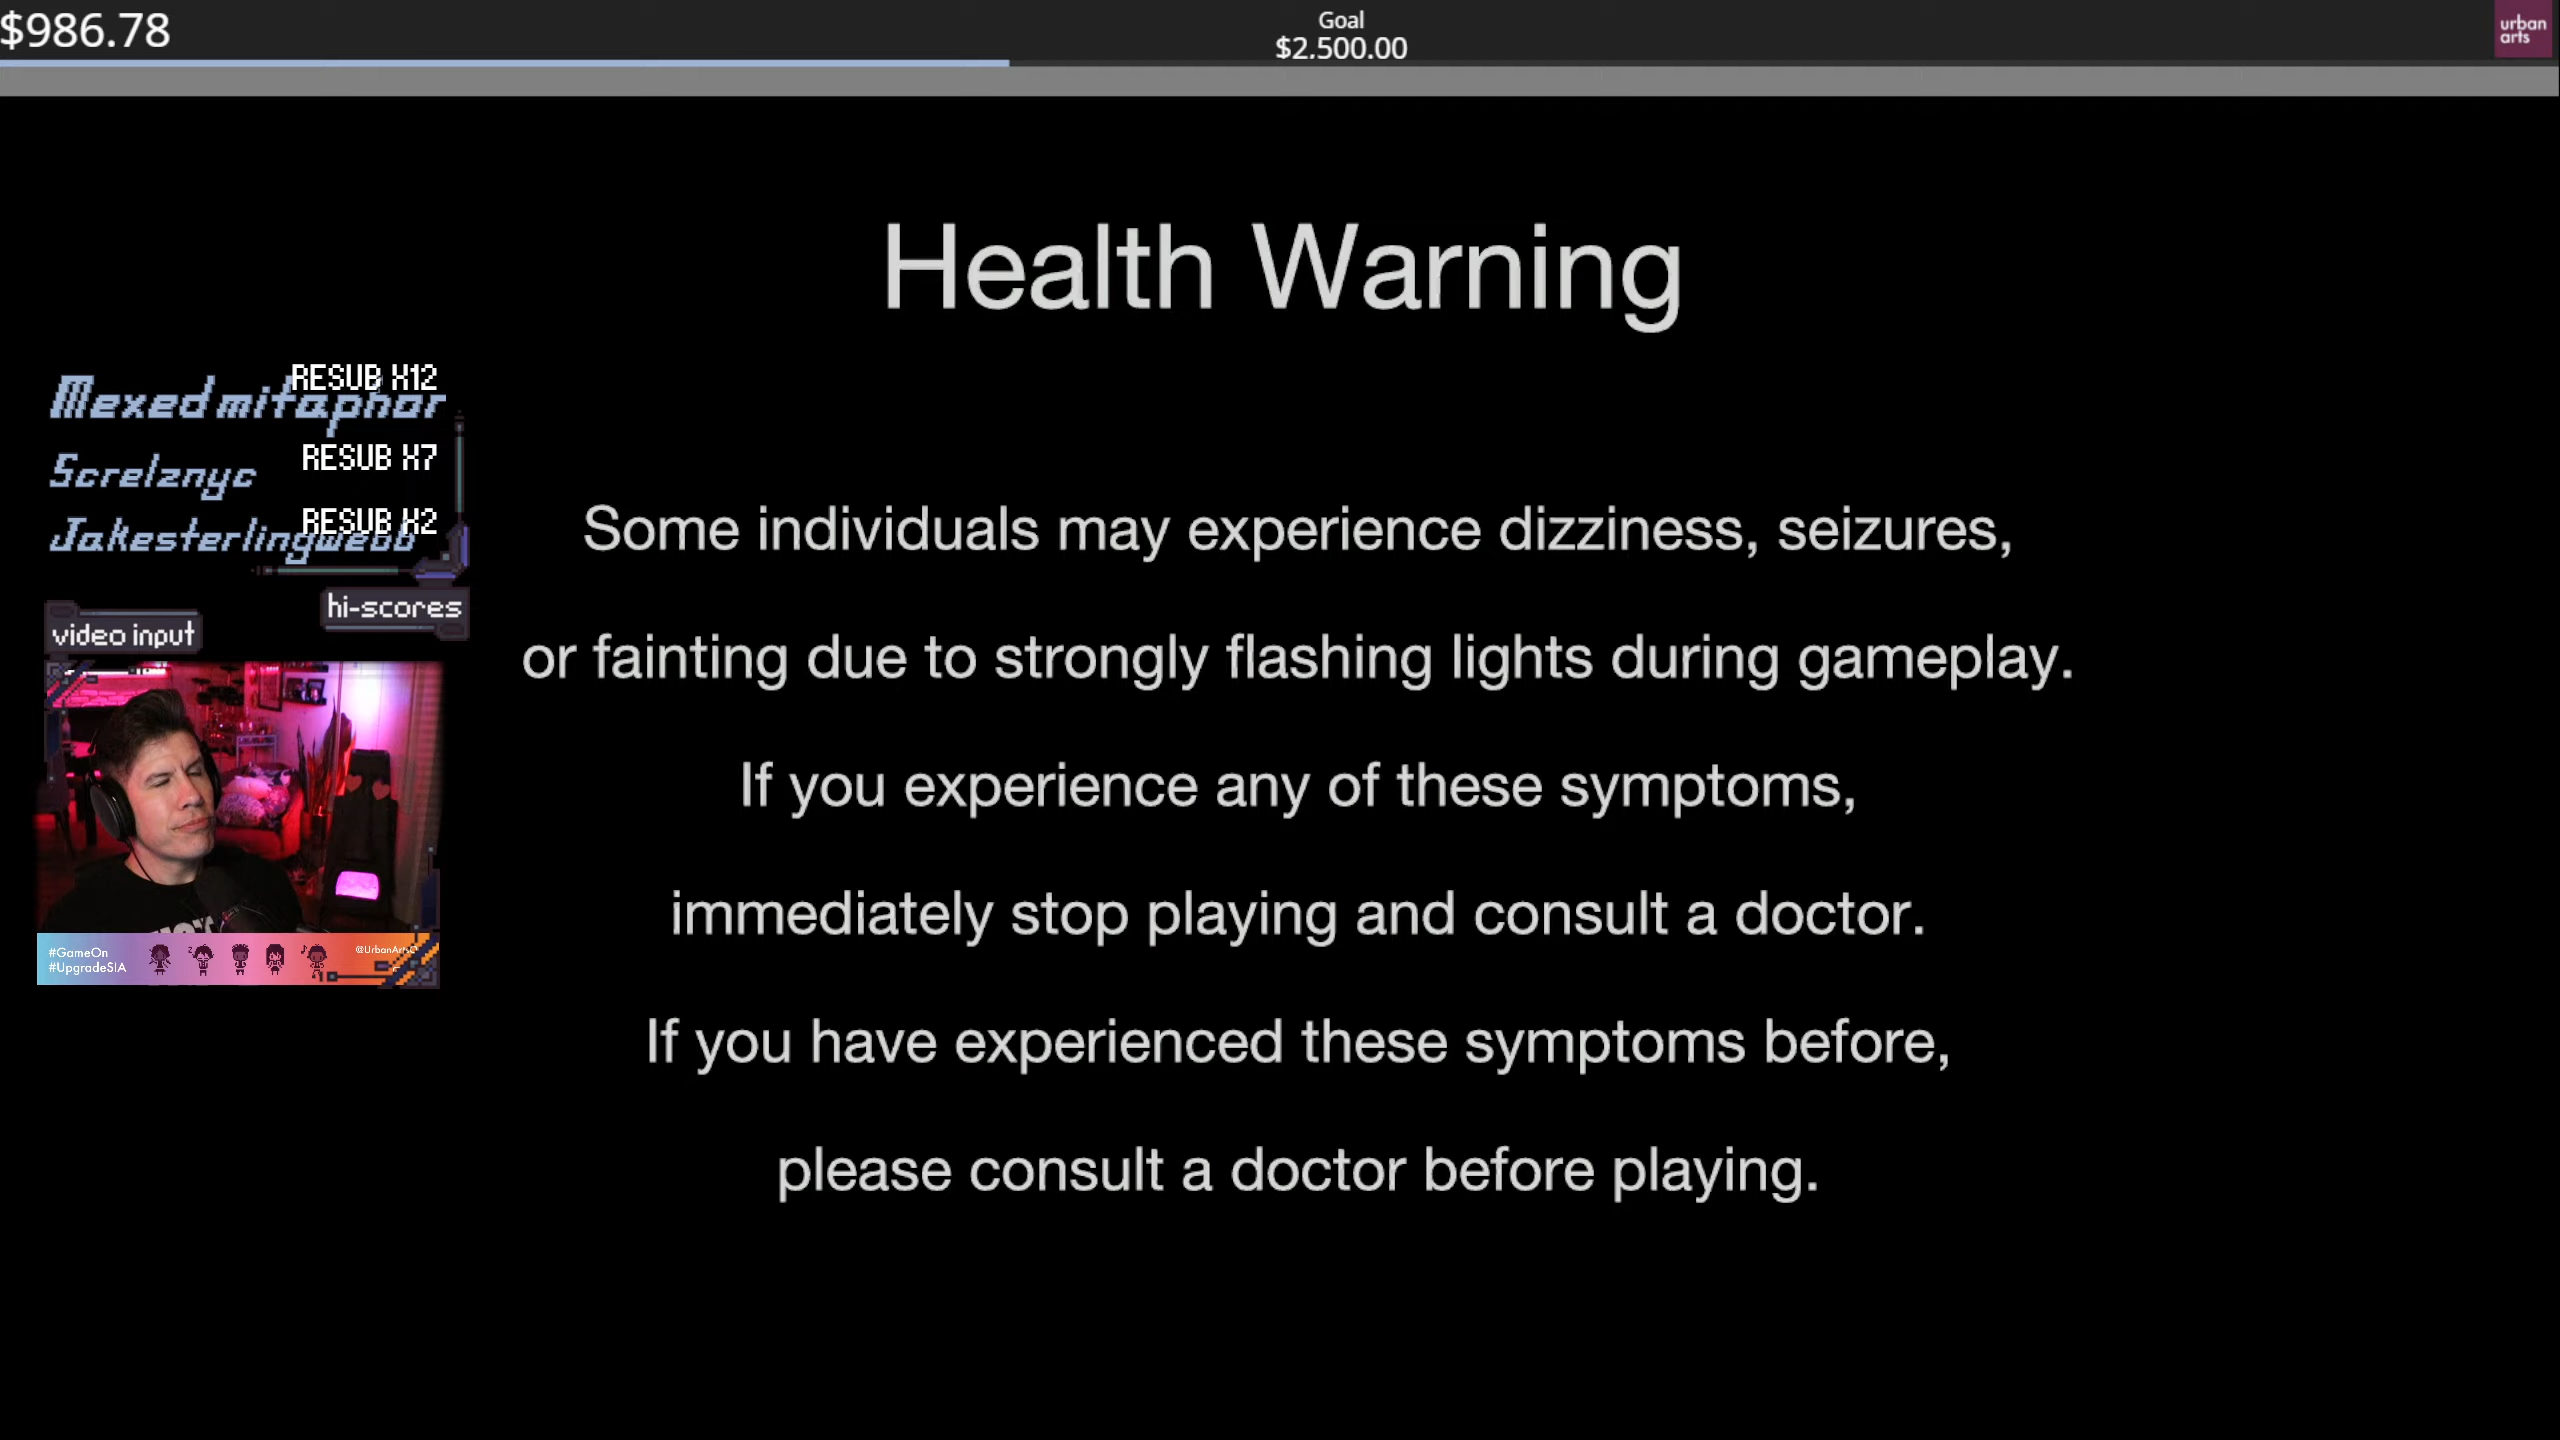 $986.78
Goal
$2,500.00
urban
arts
Health Warning
RESUB X12
Mexedmitaphor
RESUB X7
Screlznyc
RESUB X2
Jakesterlingwebb
hi-scores
video input
Some individuals may experience dizziness, seizures,
or fainting due to strongly flashing lights during gameplay.
If you experience any of these symptoms,
immediately stop playing and consult a doctor.
If you have experienced these symptoms before,
please consult a doctor before playing.
#GameOn
#UpgradeSIA